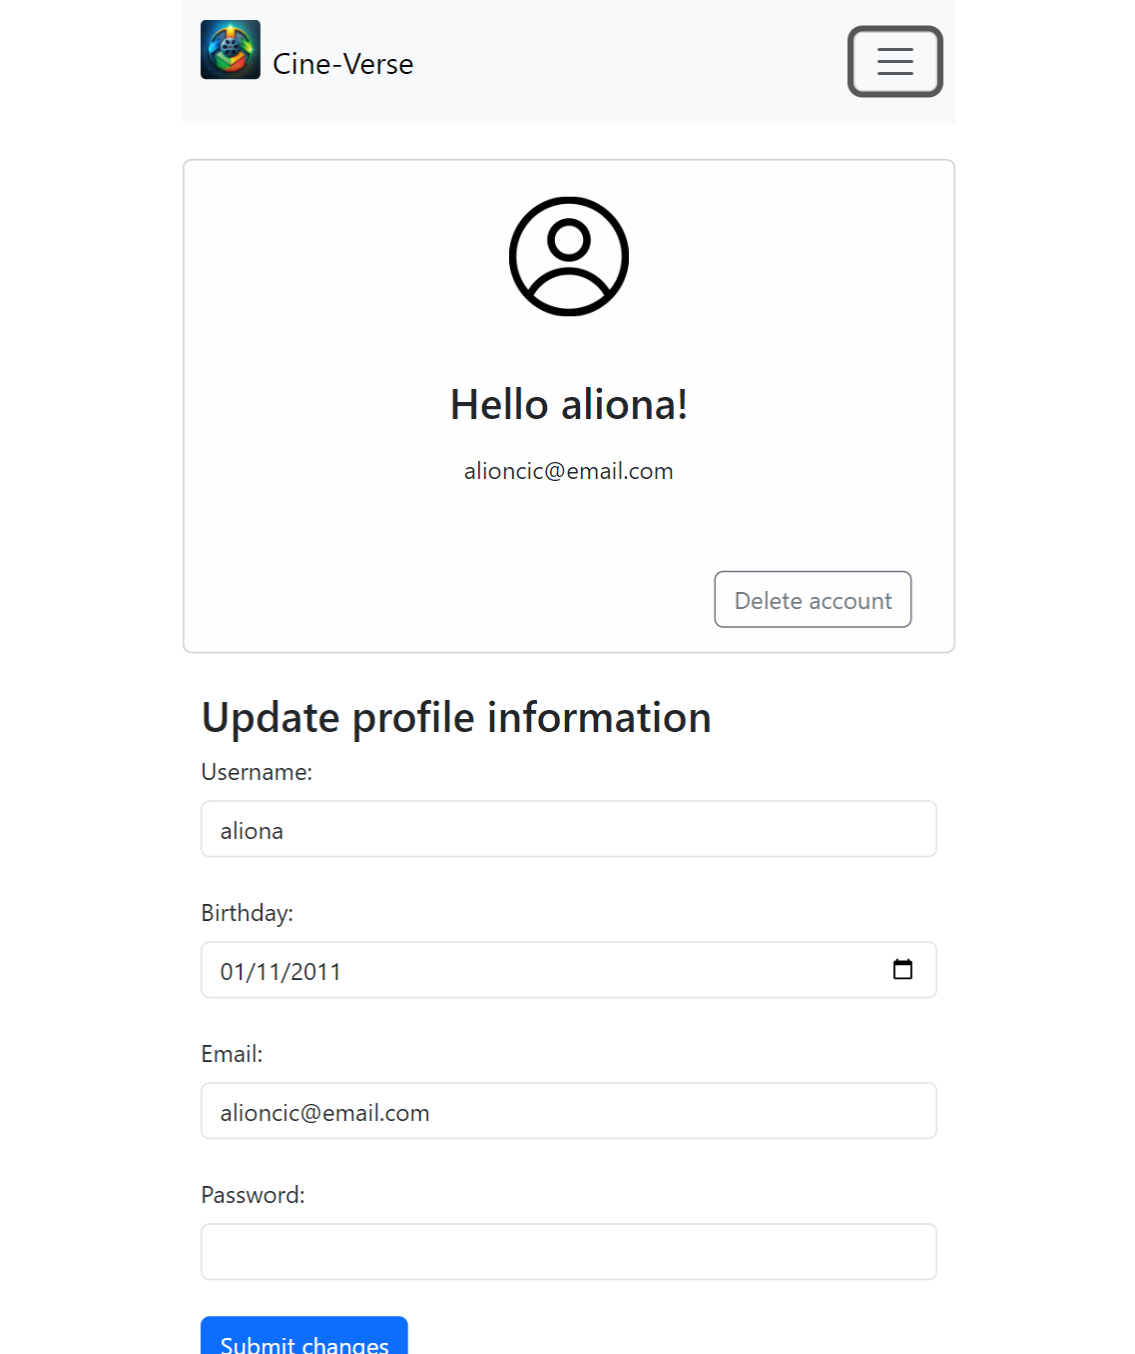 Cine-Verse
Hello aliona!
alioncic@email.com
Delete account
Update profile information
Username:
aliona
Birthday:
01/11/2011
Email:
alioncic@email.com
Password:
Submit changes